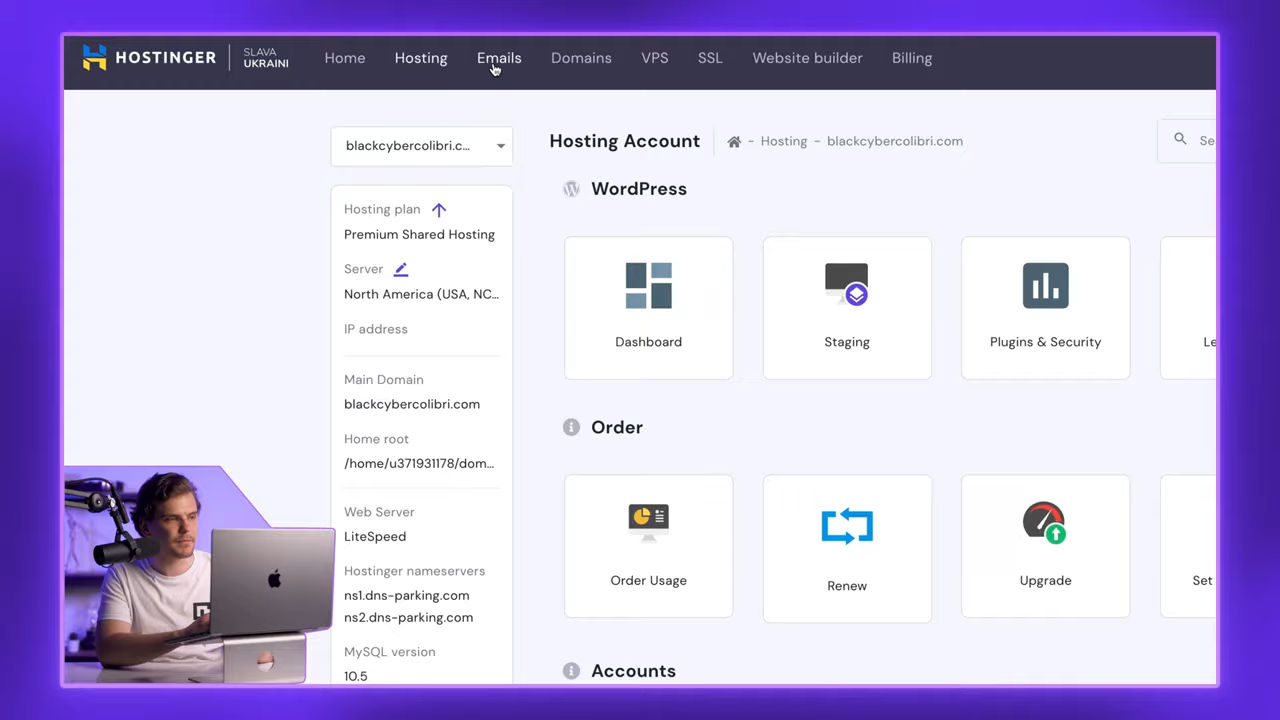 HOSTINGER
SLAVA
UKRAINI
Home
Hosting
Emails
Domains
VPS
SSL
Website builder
Billing
blackcybercolibri.c...
Hosting Account
- Hosting - blackcybercolibri.com
Se
Hosting plan
Premium Shared Hosting
Server
North America (USA, NC...
IP address
Main Domain
blackcybercolibri.com
Home root
/home/u371931178/dom...
Web Server
LiteSpeed
Hostinger nameservers
ns1.dns-parking.com
ns2.dns-parking.com
MySQL version
10.5
WordPress
Dashboard
Staging
Plugins & Security
Le
Order
Order Usage
Renew
Upgrade
Set
Accounts